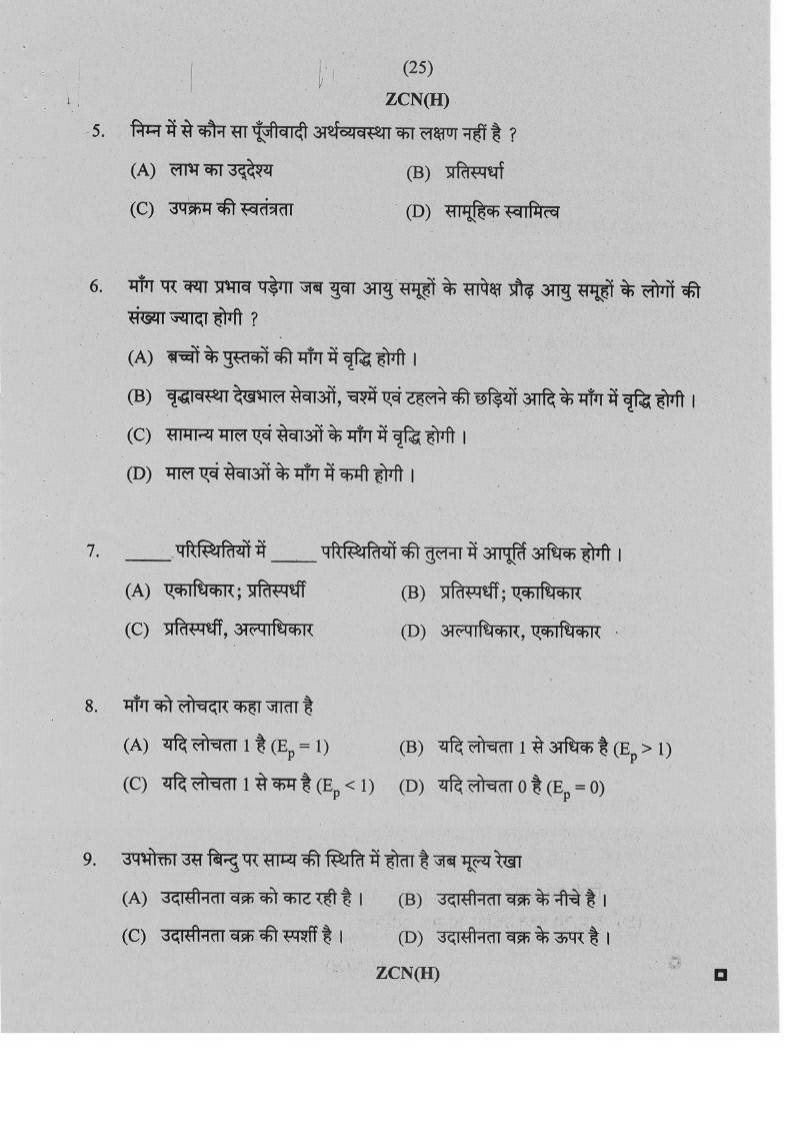 (25)
ZCN(H)
5. निम्न में से कौन सा पूँजीवादी अर्थव्यवस्था का लक्षण नहीं है ?
(A) लाभ का उद्देश्य (B) प्रतिस्पर्धा
(C) उपक्रम की स्वतंत्रता (D) सामूहिक स्वामित्व
6. माँग पर क्या प्रभाव पड़ेगा जब युवा आयु समूहों के सापेक्ष प्रौढ़ आयु समूहों के लोगों की
संख्या ज्यादा होगी ?
(A) बच्चों के पुस्तकों की माँग में वृद्धि होगी ।
(B) वृद्धावस्था देखभाल सेवाओं, चश्में एवं टहलने की छड़ियों आदि के माँग में वृद्धि होगी ।
(C) सामान्य माल एवं सेवाओं के माँग में वृद्धि होगी ।
(D) माल एवं सेवाओं के माँग में कमी होगी ।
7. _____ परिस्थितियों में _____ परिस्थितियों की तुलना में आपूर्ति अधिक होगी ।
(A) एकाधिकार; प्रतिस्पर्धी (B) प्रतिस्पर्धी; एकाधिकार
(C) प्रतिस्पर्धी, अल्पाधिकार (D) अल्पाधिकार, एकाधिकार
8. माँग को लोचदार कहा जाता है
(A) यदि लोचता 1 है (Ep = 1) (B) यदि लोचता 1 से अधिक है (Ep > 1)
(C) यदि लोचता 1 से कम है (Ep < 1) (D) यदि लोचता 0 है (Ep = 0)
9. उपभोक्ता उस बिन्दु पर साम्य की स्थिति में होता है जब मूल्य रेखा
(A) उदासीनता वक्र को काट रही है । (B) उदासीनता वक्र के नीचे है ।
(C) उदासीनता वक्र की स्पर्शी है । (D) उदासीनता वक्र के ऊपर है ।
ZCN(H)